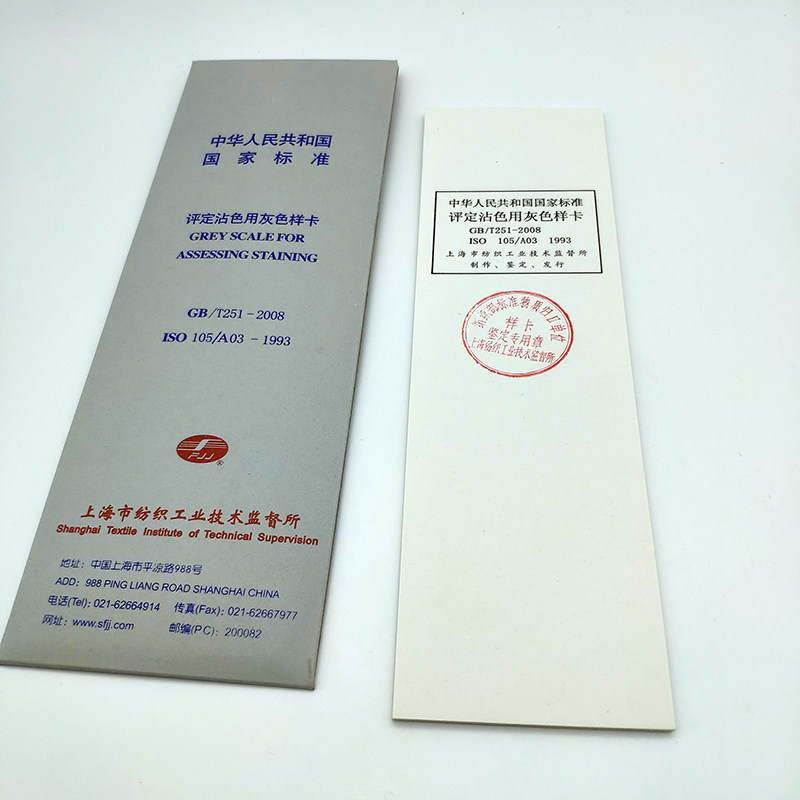 中华人民共和国
国家标准
评定沾色用灰色样卡
GREY SCALE FOR
ASSESSING STAINING
GB/T251-2008
ISO 105/A03-1993
FJJ®
上海市纺织工业技术监督所
Shanghai Textile Institute of Technical Supervision
地址：中国上海市平凉路988号
ADD: 988 PING LIANG ROAD SHANGHAI CHINA
电话(Tel): 021-62664914 传真(Fax): 021-62667977
网址：www.sfjj.com 邮编(P.C): 200082
中华人民共和国国家标准
评定沾色用灰色样卡
GB/T251-2008
ISO 105/A03 1993
上海市纺织工业技术监督所
制作、鉴定、发行
标准物质归口单位
样卡
鉴定专用章
上海纺织工业技术监督所